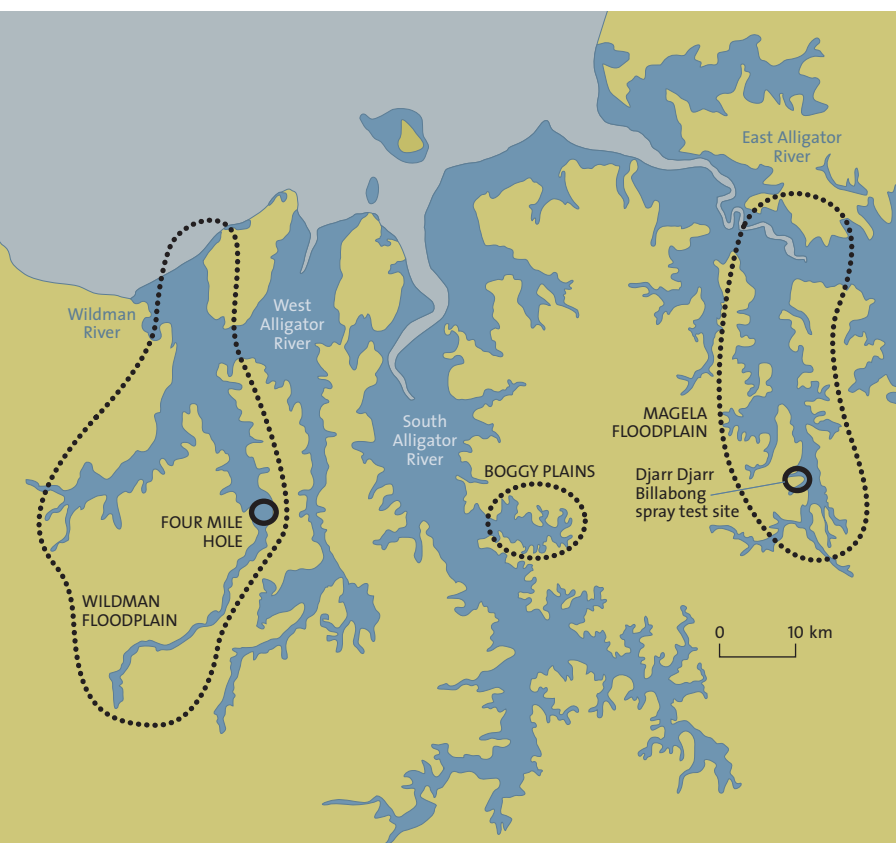 East Alligator
River
Wildman
River
West
Alligator
River
South
Alligator
River
MAGELA
FLOODPLAIN
BOGGY PLAINS
Djarr Djarr
Billabong
spray test site
FOUR MILE
HOLE
WILDMAN
FLOODPLAIN
0 10 km